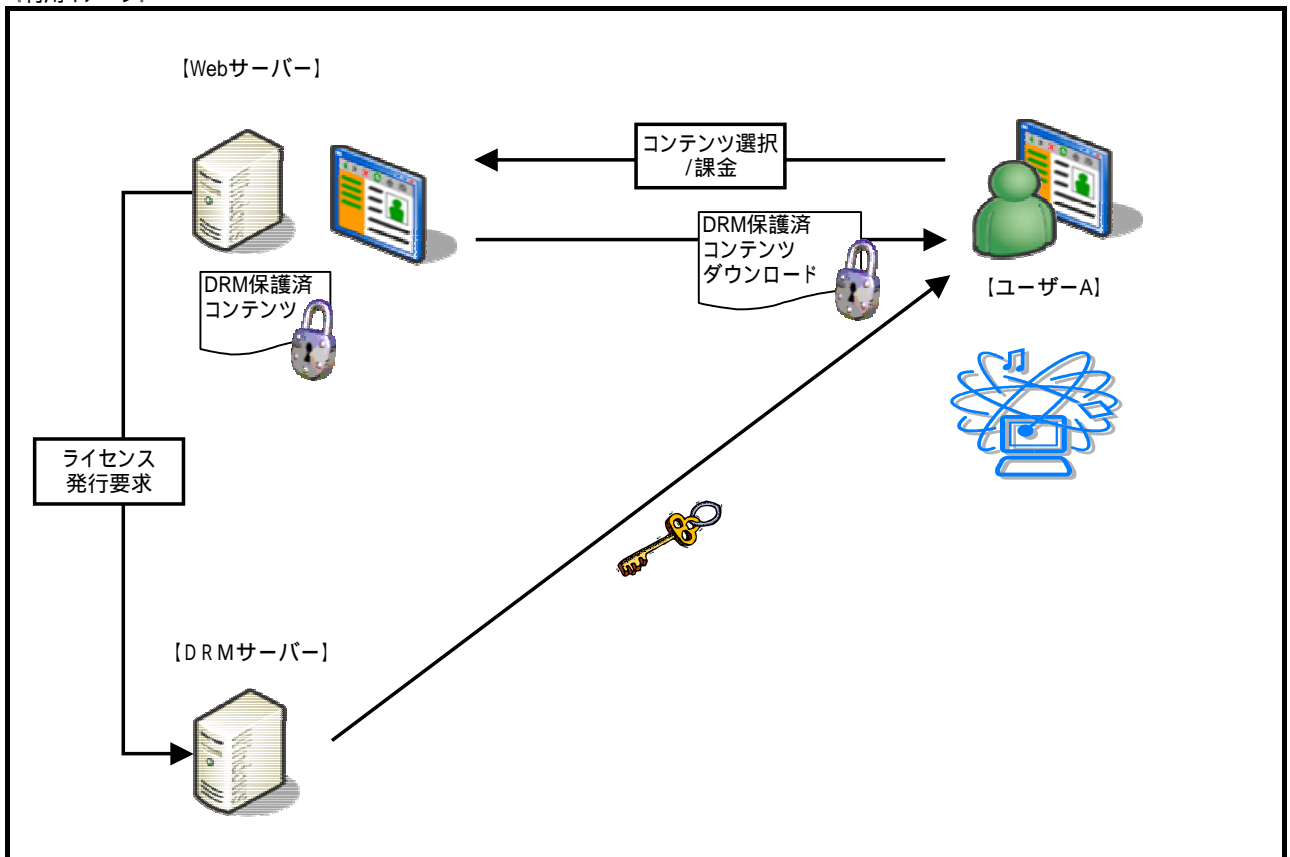 【Webサーバー】
コンテンツ選択
/課金
DRM保護済
コンテンツ
ダウンロード
【ユーザーA】
DRM保護済
コンテンツ
ライセンス
発行要求
【DRMサーバー】